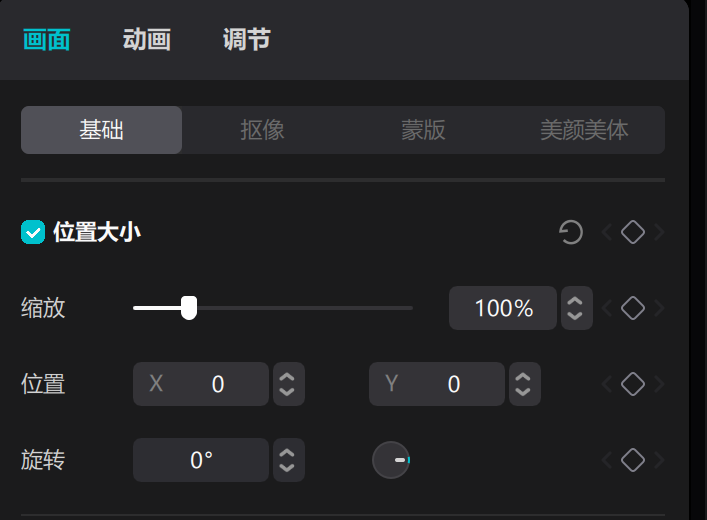 画面 动画 调节
基础 抠像 蒙版 美颜美体
位置大小
缩放 100%
位置 X 0 Y 0
旋转 0°